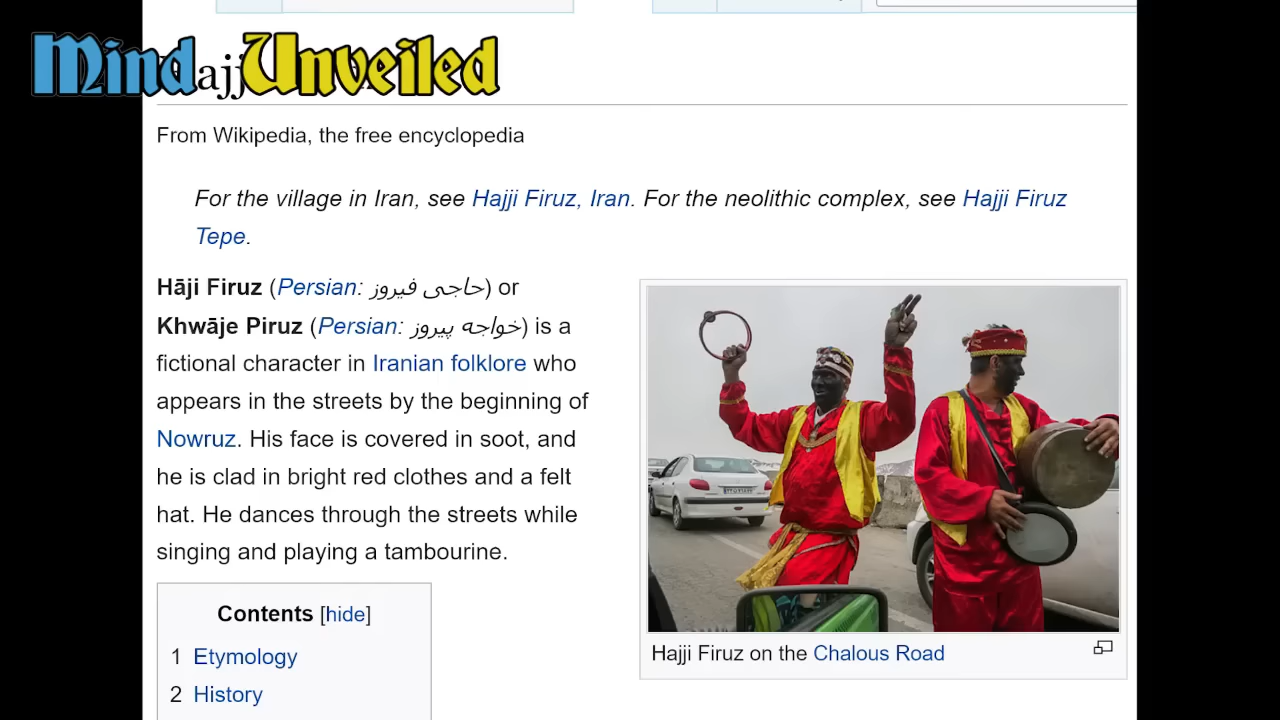 Mind Unveiled
ajj
From Wikipedia, the free encyclopedia
For the village in Iran, see Hajji Firuz, Iran. For the neolithic complex, see Hajji Firuz
Tepe.
Hāji Firuz (Persian: حاجی فیروز) or
Khwāje Piruz (Persian: خواجه پیروز) is a
fictional character in Iranian folklore who
appears in the streets by the beginning of
Nowruz. His face is covered in soot, and
he is clad in bright red clothes and a felt
hat. He dances through the streets while
singing and playing a tambourine.
Hajji Firuz on the Chalous Road
Contents [hide]
1 Etymology
2 History